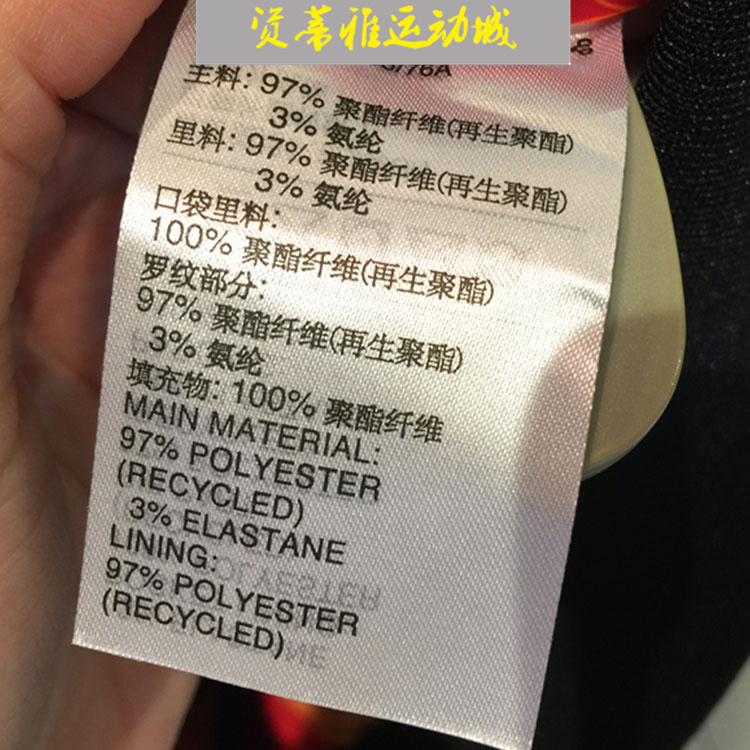 资蒂雅运动城
/76A
主料: 97% 聚酯纤维(再生聚酯)
3% 氨纶
里料: 97% 聚酯纤维(再生聚酯)
3% 氨纶
口袋里料:
100% 聚酯纤维(再生聚酯)
罗纹部分:
97% 聚酯纤维(再生聚酯)
3% 氨纶
填充物: 100% 聚酯纤维
MAIN MATERIAL:
97% POLYESTER
(RECYCLED)
3% ELASTANE
LINING:
97% POLYESTER
(RECYCLED)